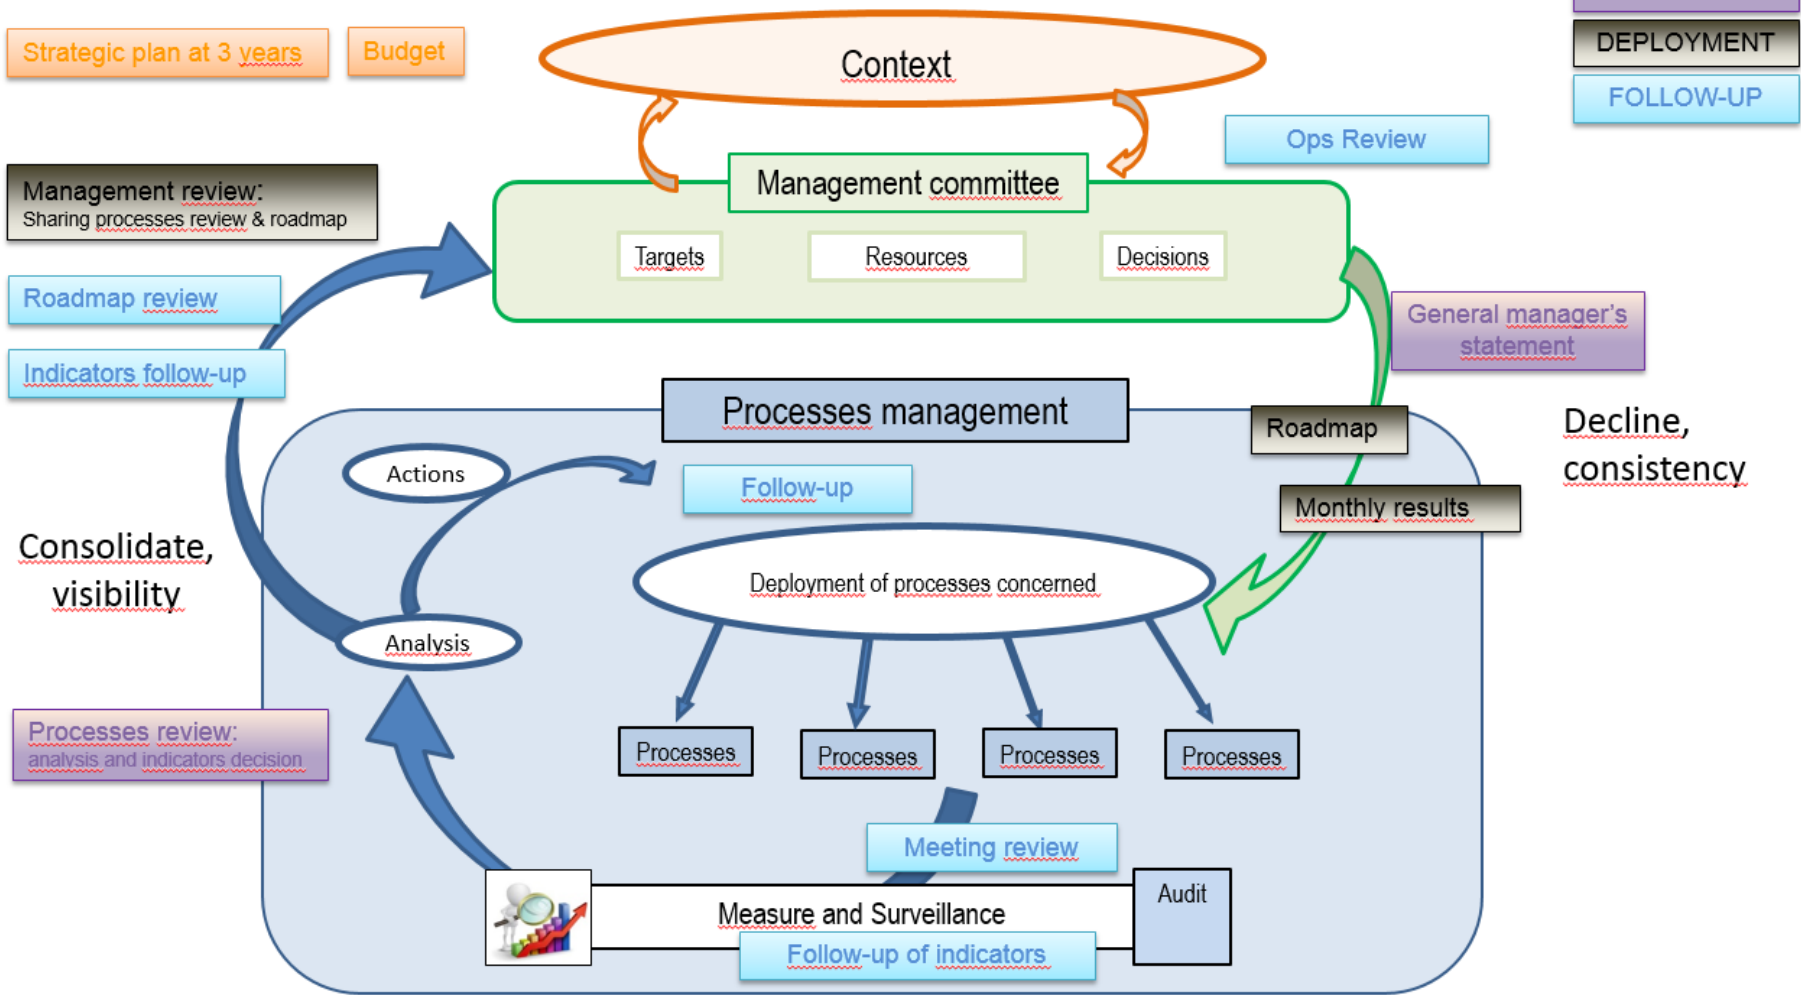 Strategic plan at 3 years
Budget
Context
DEPLOYMENT
FOLLOW-UP
Ops Review
Management review:
Sharing processes review & roadmap
Management committee
Targets
Resources
Decisions
Roadmap review
Indicators follow-up
General manager's
statement
Processes management
Roadmap
Decline,
consistency
Actions
Follow-up
Monthly results
Consolidate,
visibility
Deployment of processes concerned
Analysis
Processes review:
analysis and indicators decision
Processes
Processes
Processes
Processes
Meeting review
Measure and Surveillance
Audit
Follow-up of indicators